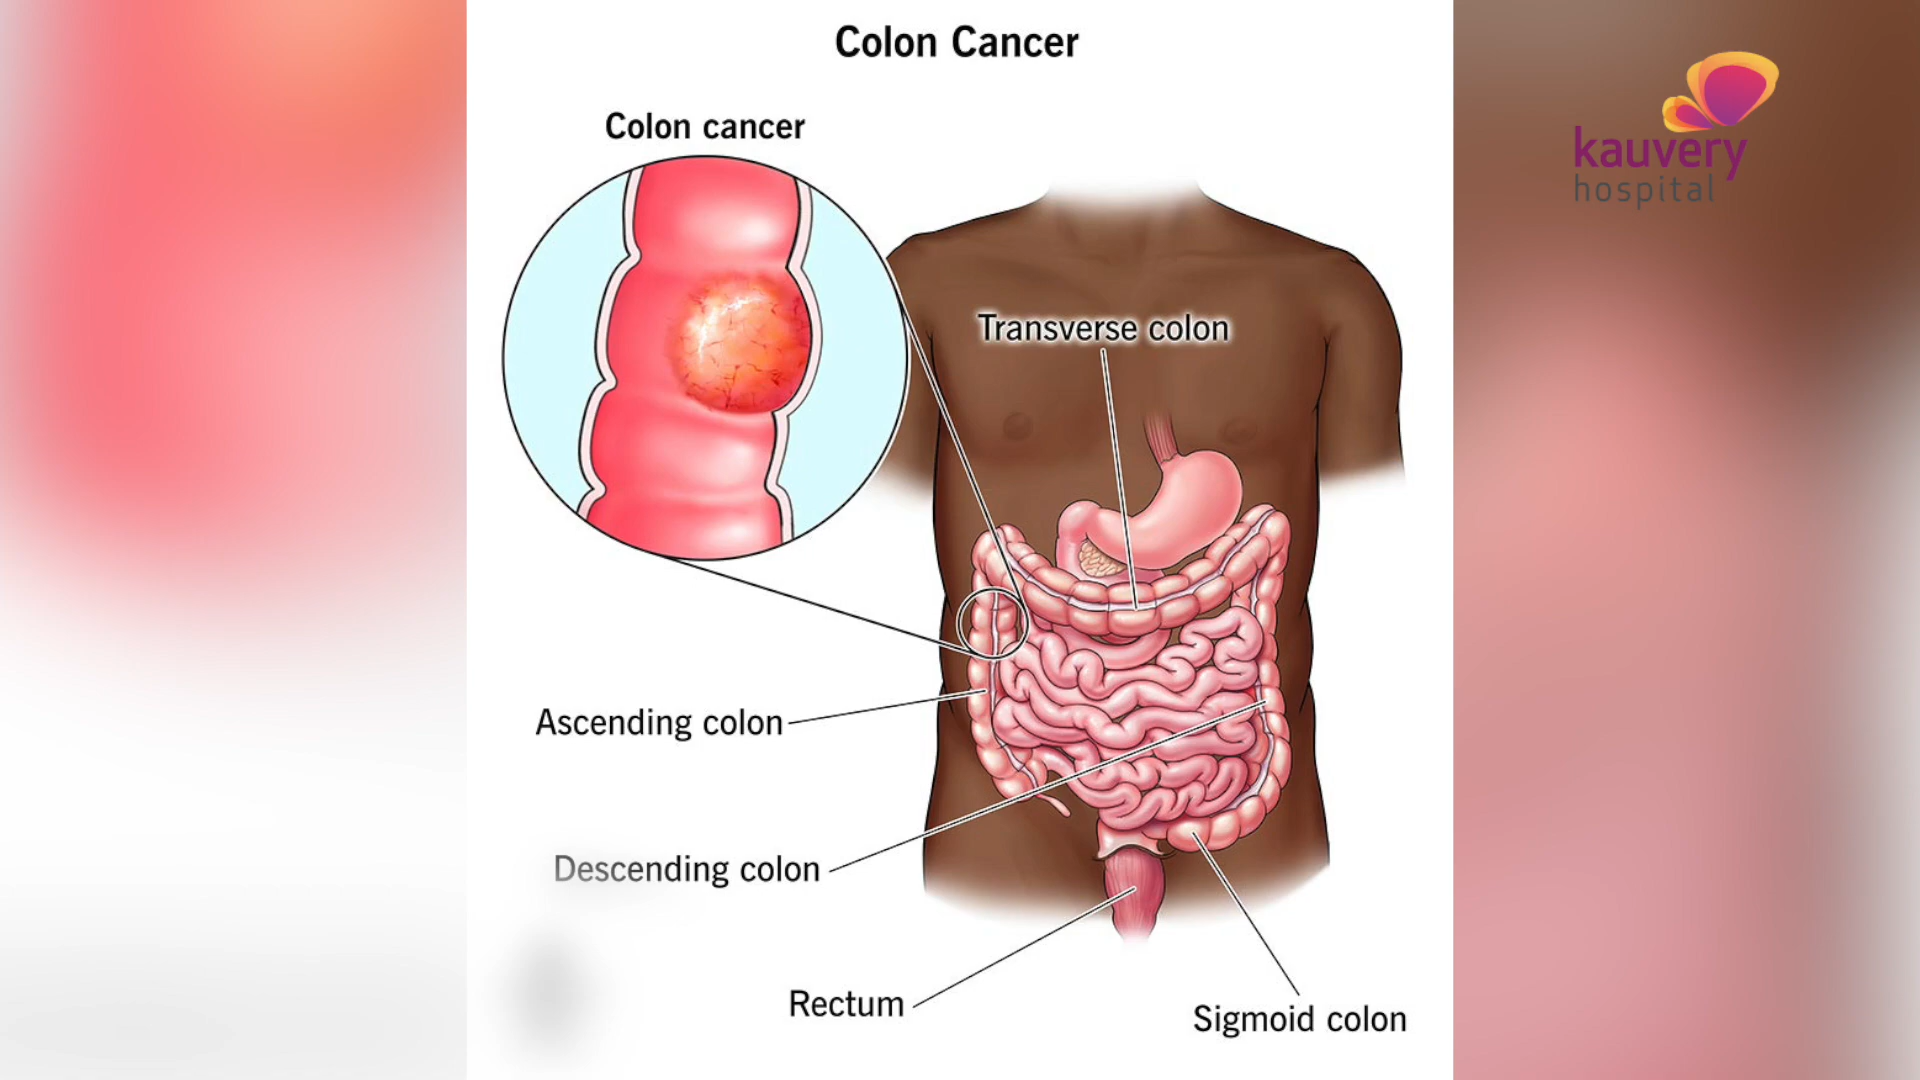 Colon Cancer
Colon cancer
kauvery
hospital
Transverse colon
Ascending colon
Descending colon
Rectum
Sigmoid colon